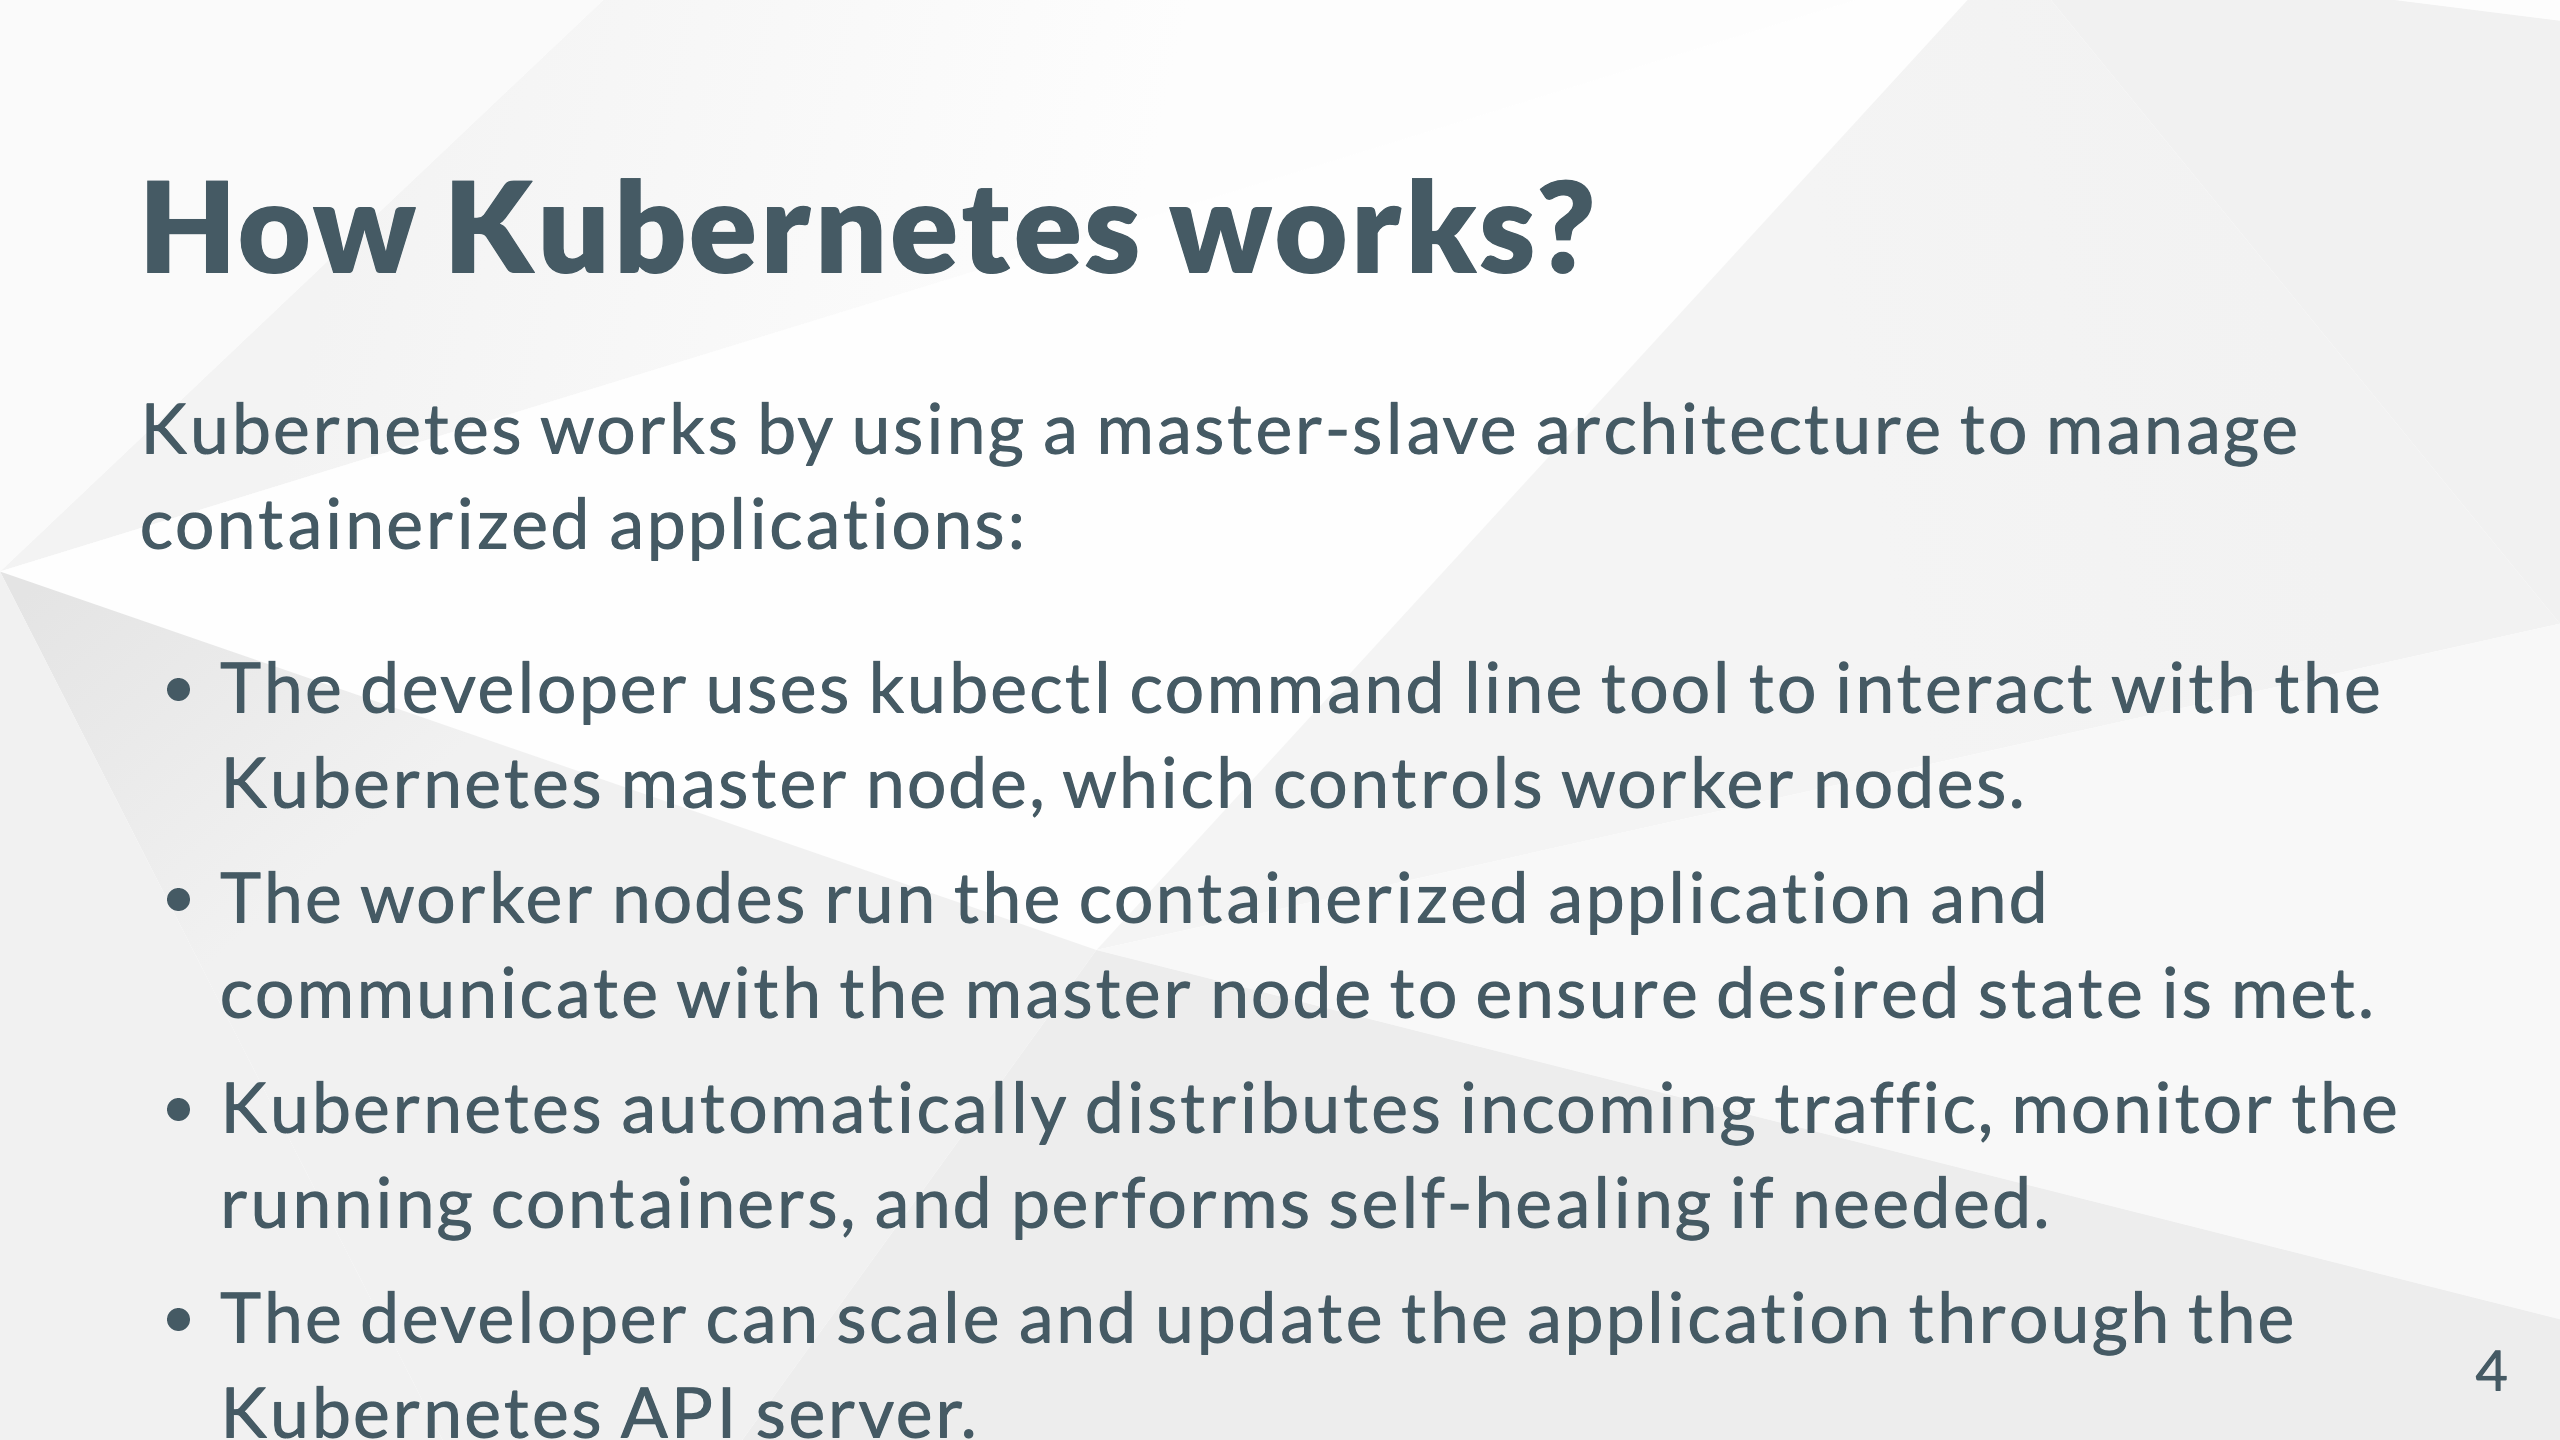 How Kubernetes works?
Kubernetes works by using a master-slave architecture to manage
containerized applications:
• The developer uses kubectl command line tool to interact with the
Kubernetes master node, which controls worker nodes.
• The worker nodes run the containerized application and
communicate with the master node to ensure desired state is met.
• Kubernetes automatically distributes incoming traffic, monitor the
running containers, and performs self-healing if needed.
• The developer can scale and update the application through the
Kubernetes API server.
4